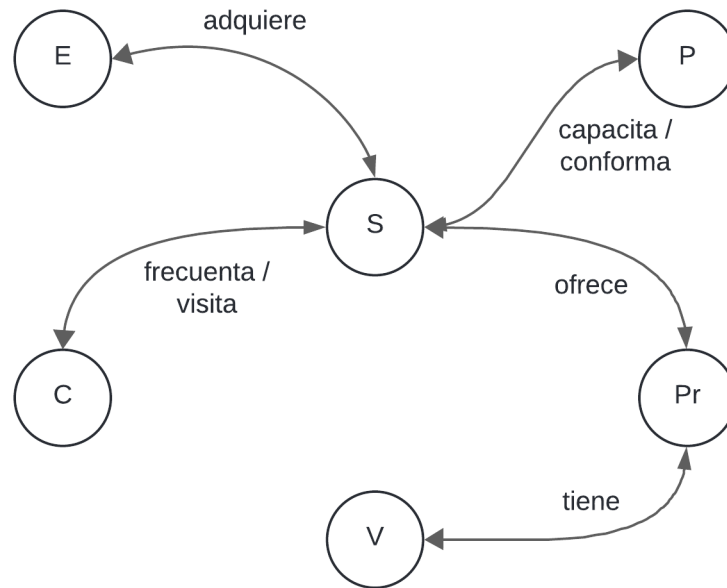 E
adquiere
P
capacita /
conforma
S
frecuenta /
visita
ofrece
C
Pr
tiene
V